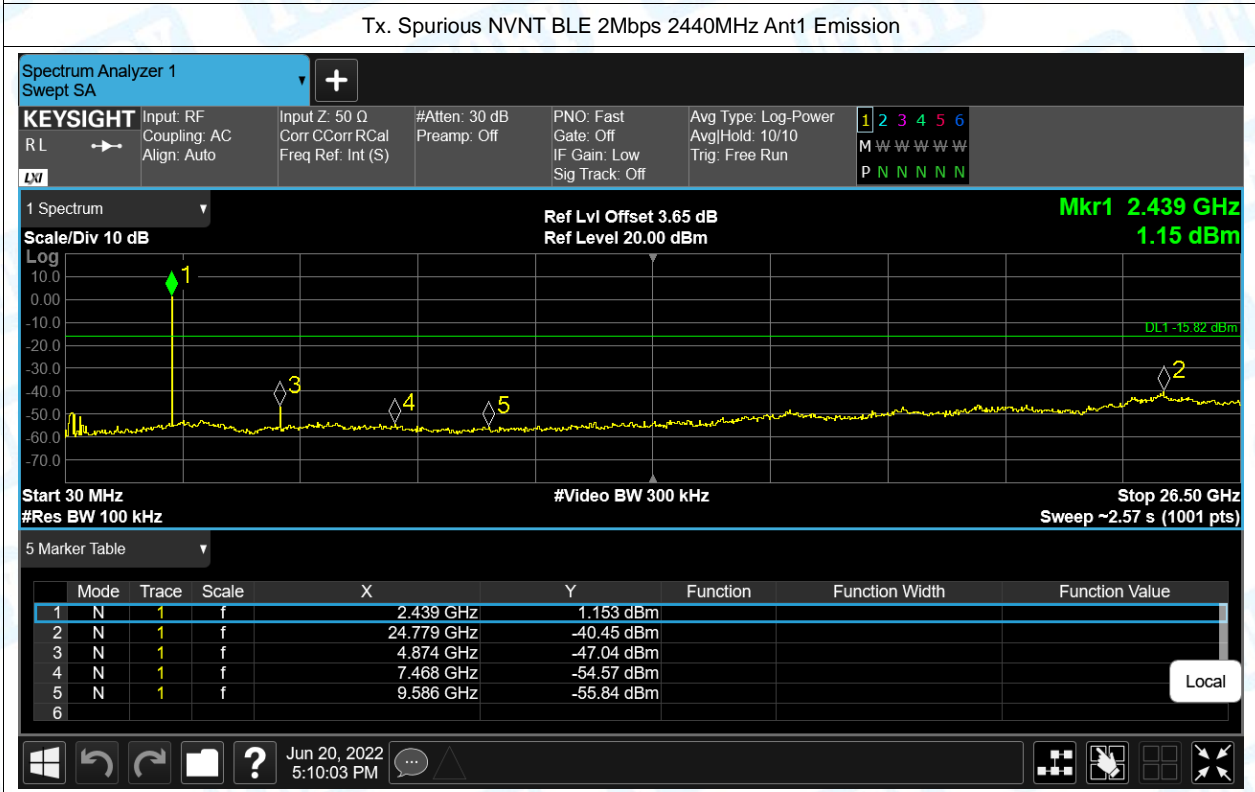 Tx. Spurious NVNT BLE 2Mbps 2440MHz Ant1 Emission
Spectrum Analyzer 1
Swept SA
KEYSIGHT Input: RF Input Z: 50 Ω #Atten: 30 dB PNO: Fast Avg Type: Log-Power 1 2 3 4 5 6
RL Coupling: AC Corr CCorr RCal Preamp: Off Gate: Off Avg|Hold: 10/10 M W W W W W
Align: Auto Freq Ref: Int (S) IF Gain: Low Trig: Free Run
LXI Sig Track: Off P N N N N N
1 Spectrum Ref Lvl Offset 3.65 dB Mkr1 2.439 GHz
Scale/Div 10 dB Ref Level 20.00 dBm 1.15 dBm
Log
10.0 1
0.00
-10.0
DL1 -15.82 dBm
-20.0
-30.0 2
-40.0 3
4 5
-50.0
-60.0
-70.0
Start 30 MHz #Video BW 300 kHz Stop 26.50 GHz
#Res BW 100 kHz Sweep ~2.57 s (1001 pts)
5 Marker Table
Mode Trace Scale X Y Function Function Width Function Value
1 N 1 f 2.439 GHz 1.153 dBm
2 N 1 f 24.779 GHz -40.45 dBm
3 N 1 f 4.874 GHz -47.04 dBm
4 N 1 f 7.468 GHz -54.57 dBm
5 N 1 f 9.586 GHz -55.84 dBm
6
Local
? Jun 20, 2022
5:10:03 PM